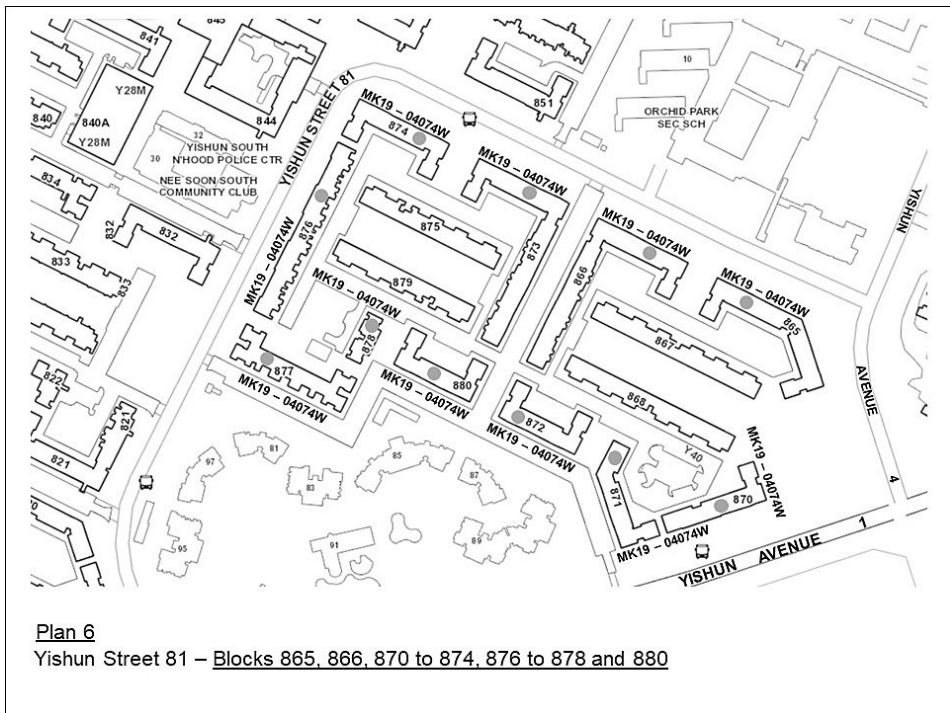 845
841
Y28M
840
840A
Y28M
844
32
YISHUN SOUTH
N'HOOD POLICE CTR
30
NEE SOON SOUTH
COMMUNITY CLUB
YISHUN STREET 81
851
10
ORCHID PARK
SEC SCH
YISHUN
AVENUE
4
MK19 – 04074W
874
MK19 – 04074W
873
MK19 – 04074W
876
875
879
MK19 – 04074W
878
877
MK19 – 04074W
880
MK19 – 04074W
866
MK19 – 04074W
MK19 – 04074W
865
867
868
872
MK19 – 04074W
871
Y40
MK19 – 04074W
870
MK19 – 04074W
YISHUN AVENUE 1
834
832
832
833
833
822
823
821
97
81
83
85
87
89
91
95
Plan 6
Yishun Street 81 – Blocks 865, 866, 870 to 874, 876 to 878 and 880